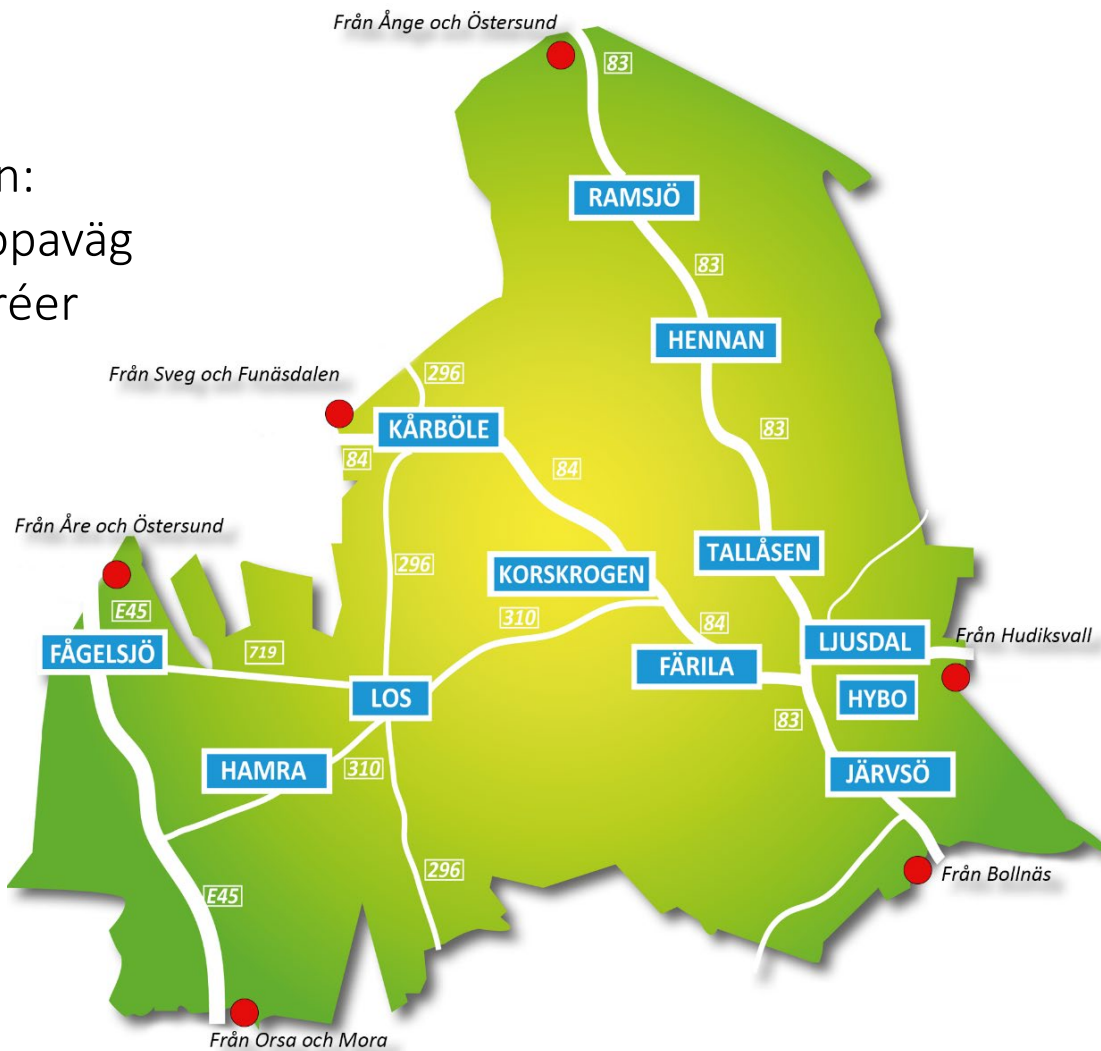 Från Ånge och Östersund
83
n:
opaväg
réer
RAMSJÖ
83
HENNAN
Från Sveg och Funäsdalen
296
KÅRBÖLE
83
84
84
Från Åre och Östersund
TALLÅSEN
296
KORSKROGEN
E45
310
84
LJUSDAL
Från Hudiksvall
FÅGELSJÖ
719
FÄRILA
LOS
HYBO
83
HAMRA
310
JÄRVSÖ
296
Från Bollnäs
E45
Från Orsa och Mora